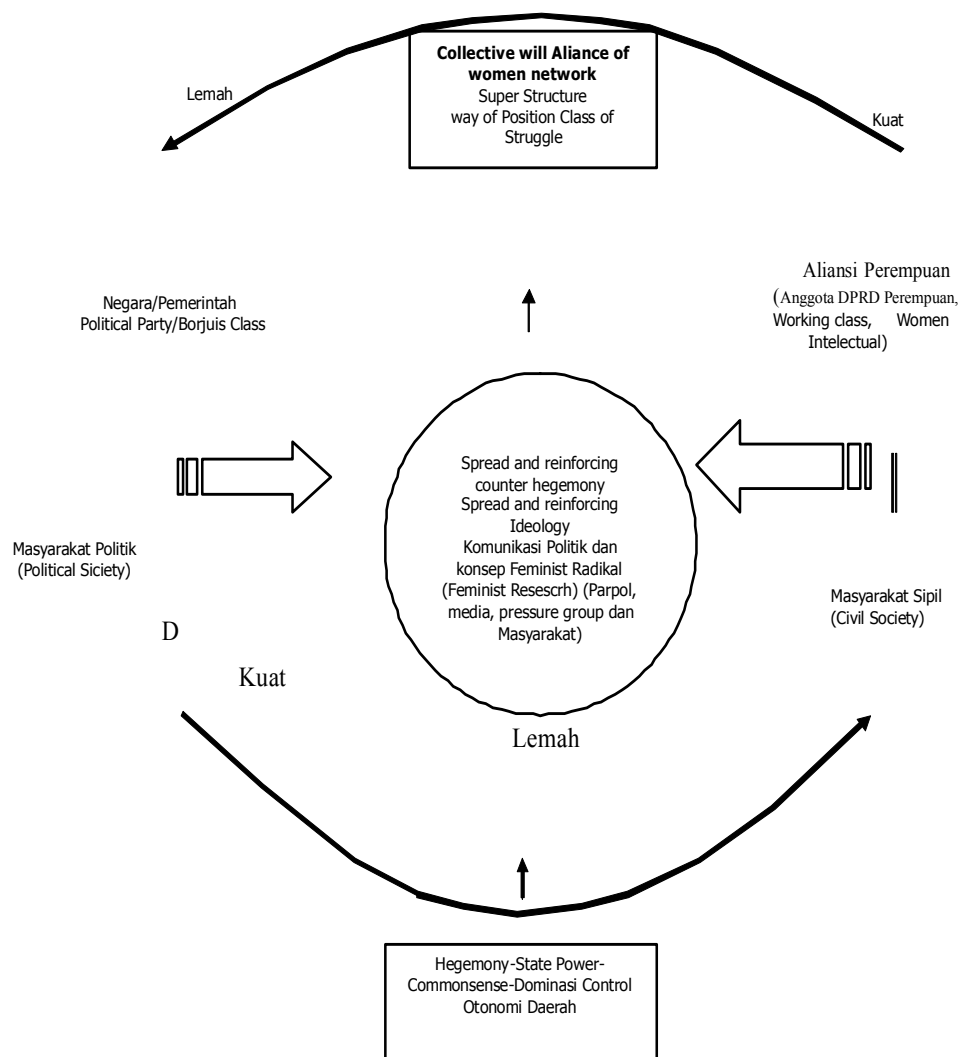 Collective will Aliance of
women network
Super Structure
way of Position Class of
Struggle
Lemah
Kuat
Negara/Pemerintah
Political Party/Borjuis Class
Aliansi Perempuan
(Anggota DPRD Perempuan,
Working class, Women
Intelectual)
Spread and reinforcing
counter hegemony
Spread and reinforcing
Ideology
Komunikasi Politik dan
konsep Feminist Radikal
(Feminist Resescrh) (Parpol,
media, pressure group dan
Masyarakat)
Masyarakat Politik
(Political Siciety)
Masyarakat Sipil
(Civil Society)
D
Kuat
Lemah
Hegemony-State Power-
Commonsense-Dominasi Control
Otonomi Daerah